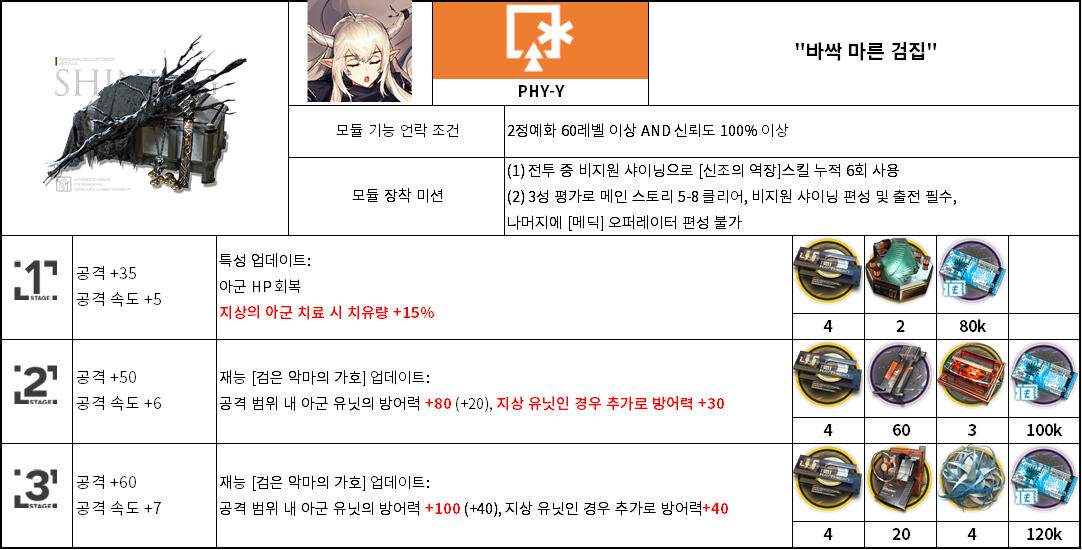 SHINING
PHY-Y
"바싹 마른 검집"
모듈 기능 언락 조건
2정예화 60레벨 이상 AND 신뢰도 100% 이상
모듈 장착 미션
(1) 전투 중 비지원 샤이닝으로 [신조의 역장]스킬 누적 6회 사용
(2) 3성 평가로 메인 스토리 5-8 클리어, 비지원 샤이닝 편성 및 출전 필수,
나머지에 [메딕] 오퍼레이터 편성 불가
1
STAGE.
공격 +35
공격 속도 +5
특성 업데이트:
아군 HP 회복
지상의 아군 치료 시 치유량 +15%
4
2
80k
2
STAGE.
공격 +50
공격 속도 +6
재능 [검은 악마의 가호] 업데이트:
공격 범위 내 아군 유닛의 방어력 +80 (+20), 지상 유닛인 경우 추가로 방어력 +30
4
60
3
100k
3
STAGE.
공격 +60
공격 속도 +7
재능 [검은 악마의 가호] 업데이트:
공격 범위 내 아군 유닛의 방어력 +100 (+40), 지상 유닛인 경우 추가로 방어력+40
4
20
4
120k